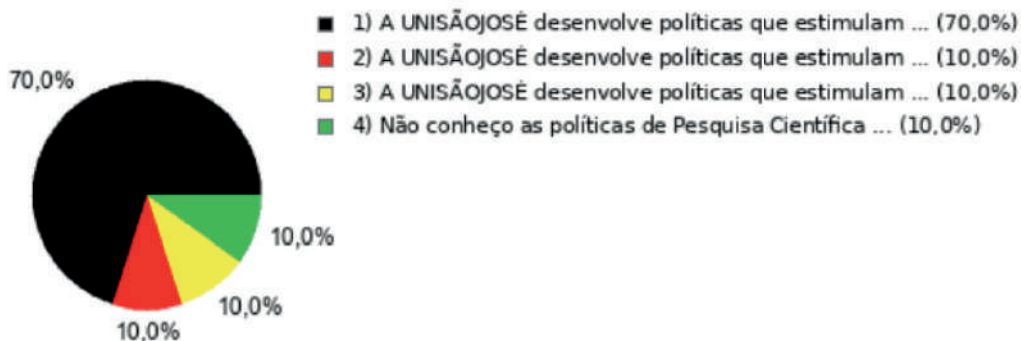 1) A UNISÃOJOSÉ desenvolve políticas que estimulam ... (70,0%)
2) A UNISÃOJOSÉ desenvolve políticas que estimulam ... (10,0%)
3) A UNISÃOJOSÉ desenvolve políticas que estimulam ... (10,0%)
4) Não conheço as políticas de Pesquisa Científica ... (10,0%)
70,0%
10,0%
10,0%
10,0%